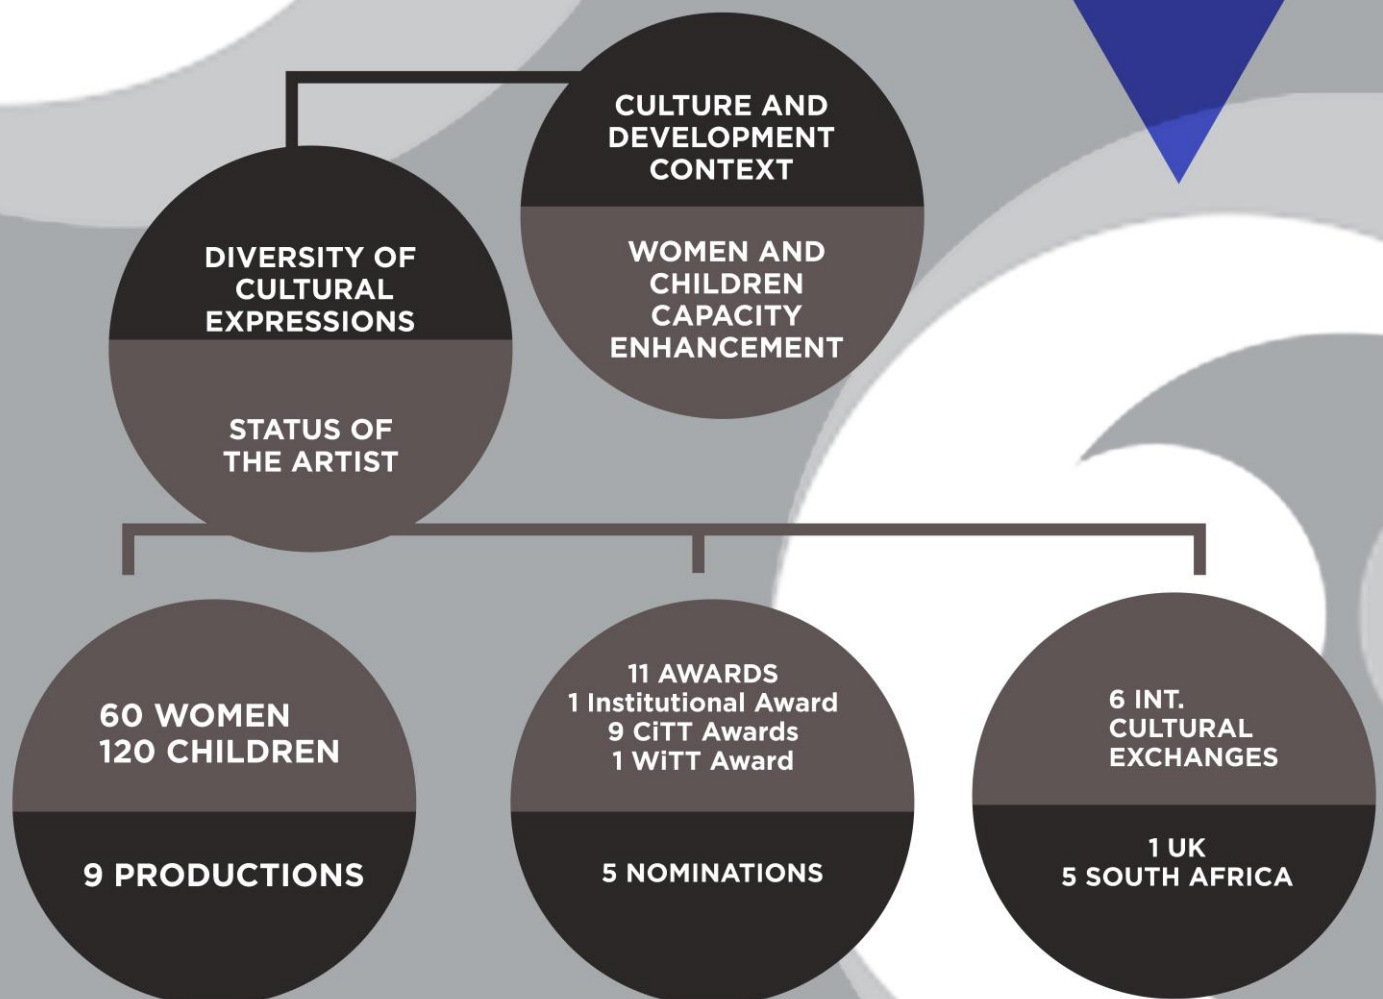 CULTURE AND
DEVELOPMENT
CONTEXT
WOMEN AND
CHILDREN
CAPACITY
ENHANCEMENT
DIVERSITY OF
CULTURAL
EXPRESSIONS
STATUS OF
THE ARTIST
60 WOMEN
120 CHILDREN
9 PRODUCTIONS
11 AWARDS
1 Institutional Award
9 CiTT Awards
1 WiTT Award
5 NOMINATIONS
6 INT.
CULTURAL
EXCHANGES
1 UK
5 SOUTH AFRICA